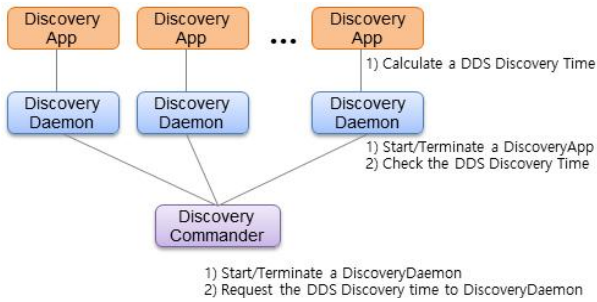 Discovery
App
Discovery
App
...
Discovery
App
1) Calculate a DDS Discovery Time
Discovery
Daemon
Discovery
Daemon
Discovery
Daemon
1) Start/Terminate a DiscoveryApp
2) Check the DDS Discovery Time
Discovery
Commander
1) Start/Terminate a DiscoveryDaemon
2) Request the DDS Discovery time to DiscoveryDaemon